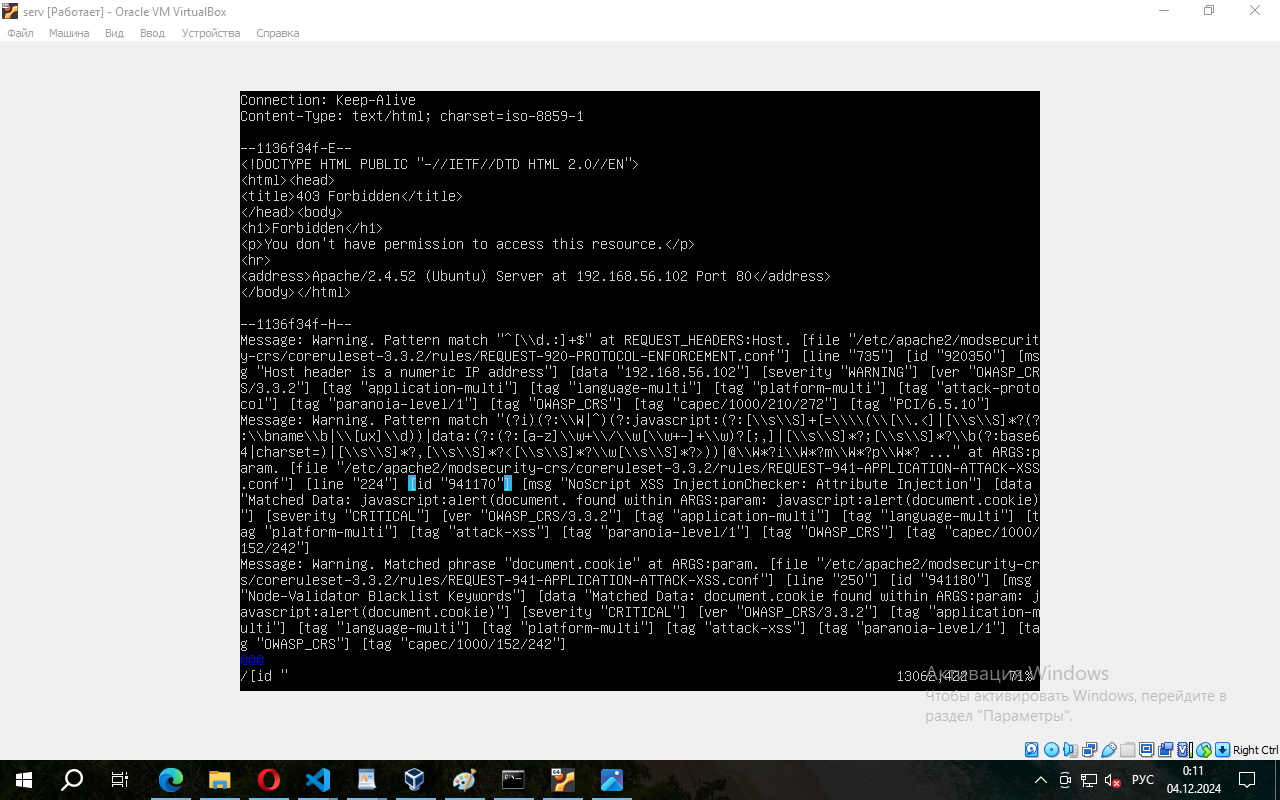 serv [Работает] - Oracle VM VirtualBox
Файл Машина Вид Ввод Устройства Справка
Connection: Keep-Alive
Content-Type: text/html; charset=iso-8859-1
--1136f34f-E--
<!DOCTYPE HTML PUBLIC "-//IETF//DTD HTML 2.0//EN">
<html><head>
<title>403 Forbidden</title>
</head><body>
<h1>Forbidden</h1>
<p>You don't have permission to access this resource.</p>
<hr>
<address>Apache/2.4.52 (Ubuntu) Server at 192.168.56.102 Port 80</address>
</body></html>
--1136f34f-H--
Message: Warning. Pattern match "^[\\d.:]+$" at REQUEST_HEADERS:Host. [file "/etc/apache2/modsecurit
y-crs/coreruleset-3.3.2/rules/REQUEST-920-PROTOCOL-ENFORCEMENT.conf"] [line "735"] [id "920350"] [ms
g "Host header is a numeric IP address"] [data "192.168.56.102"] [severity "WARNING"] [ver "OWASP_CR
S/3.3.2"] [tag "application-multi"] [tag "language-multi"] [tag "platform-multi"] [tag "attack-proto
col"] [tag "paranoia-level/1"] [tag "OWASP_CRS"] [tag "capec/1000/210/272"] [tag "PCI/6.5.10"]
Message: Warning. Pattern match "(?i)(?:\\W|^)(?:javascript:(?:[\\s\\S]+[=\\\\(\\[\\.<]|[\\s\\S]*?(?
:\\bname\\b|\\[ux]\\d))|data:(?:(?:[a-z]\\w+\\/\\w[\\w+-]+\\w)?[;,]|[\\s\\S]*?;[\\s\\S]*?\\b(?:base6
4|charset=)|[\\s\\S]*?,[\\s\\S]*?<[\\s\\S]*?\\w[\\s\\S]*?>))|@\\W*?i\\W*?m\\W*?p\\W*? ..." at ARGS:p
aram. [file "/etc/apache2/modsecurity-crs/coreruleset-3.3.2/rules/REQUEST-941-APPLICATION-ATTACK-XSS
.conf"] [line "224"] [id "941170"] [msg "NoScript XSS InjectionChecker: Attribute Injection"] [data
"Matched Data: javascript:alert(document. found within ARGS:param: javascript:alert(document.cookie)
"] [severity "CRITICAL"] [ver "OWASP_CRS/3.3.2"] [tag "application-multi"] [tag "language-multi"] [t
ag "platform-multi"] [tag "attack-xss"] [tag "paranoia-level/1"] [tag "OWASP_CRS"] [tag "capec/1000/
152/242"]
Message: Warning. Matched phrase "document.cookie" at ARGS:param. [file "/etc/apache2/modsecurity-cr
s/coreruleset-3.3.2/rules/REQUEST-941-APPLICATION-ATTACK-XSS.conf"] [line "250"] [id "941180"] [msg
"Node-Validator Blacklist Keywords"] [data "Matched Data: document.cookie found within ARGS:param: j
avascript:alert(document.cookie)"] [severity "CRITICAL"] [ver "OWASP_CRS/3.3.2"] [tag "application-m
ulti"] [tag "language-multi"] [tag "platform-multi"] [tag "attack-xss"] [tag "paranoia-level/1"] [ta
g "OWASP_CRS"] [tag "capec/1000/152/242"]
@@@
/[id " 13062,422 71%
Активация Windows
Чтобы активировать Windows, перейдите в
раздел "Параметры".
Right Ctrl
РУС
0:11
04.12.2024